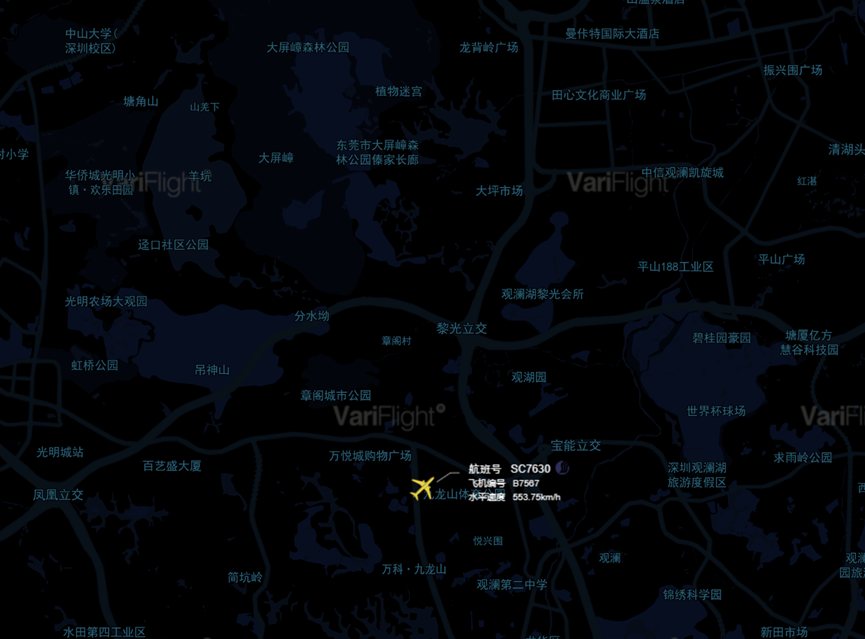 中山大学(
深圳校区)
大屏嶂森林公园
龙背岭广场
曼佧特国际大酒店
振兴围广场
植物迷宫
田心文化商业广场
塘角山
山羌下
村小学
大屏嶂
东莞市大屏嶂森
林公园傣家长廊
清湖头
华侨城光明小
镇·欢乐田园
羊坑
VariFlight
大坪市场
VariFlight
中信观澜凯旋城
红湛
迳口社区公园
平山188工业区
平山广场
光明农场大观园
观澜湖黎光会所
分水坳
黎光立交
章阁村
碧桂园豪园
塘厦亿方
慧谷科技园
虹桥公园
吊神山
观湖园
章阁城市公园
VariFlight
世界杯球场
VariFl
光明城站
百艺盛大厦
万悦城购物广场
宝能立交
求雨岭公园
航班号 SC7630
飞机编号 B7567
水平速度 553.75km/h
深圳观澜湖
旅游度假区
凤凰立交
九龙山体
悦兴围
观澜
观澜
园旅
简坑岭
万科·九龙山
观澜第二中学
锦绣科学园
水田第四工业区
新田市场